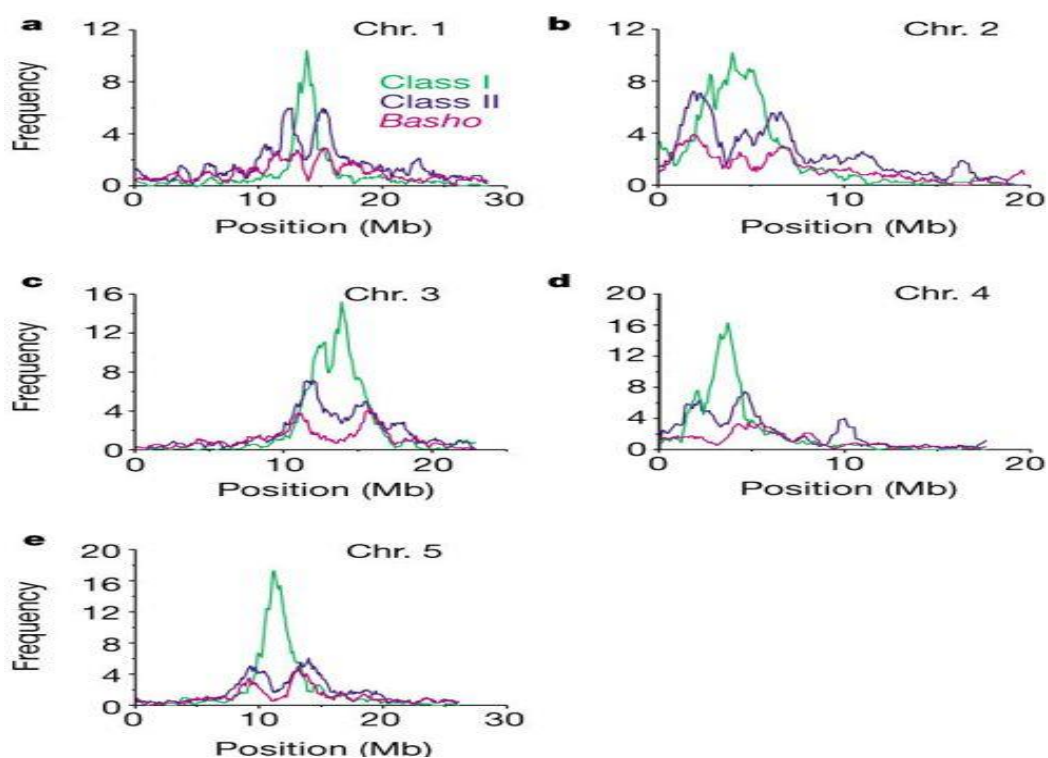 a Chr. 1
12
8
4
0
Frequency
Class I
Class II
Basho
0 10 20 30
Position (Mb)
b Chr. 2
12
8
4
0
0 10 20
Position (Mb)
c Chr. 3
16
12
8
4
0
Frequency
0 10 20
Position (Mb)
d Chr. 4
20
16
12
8
4
0
0 10 20
Position (Mb)
e Chr. 5
20
16
12
8
4
0
Frequency
0 10 20 30
Position (Mb)